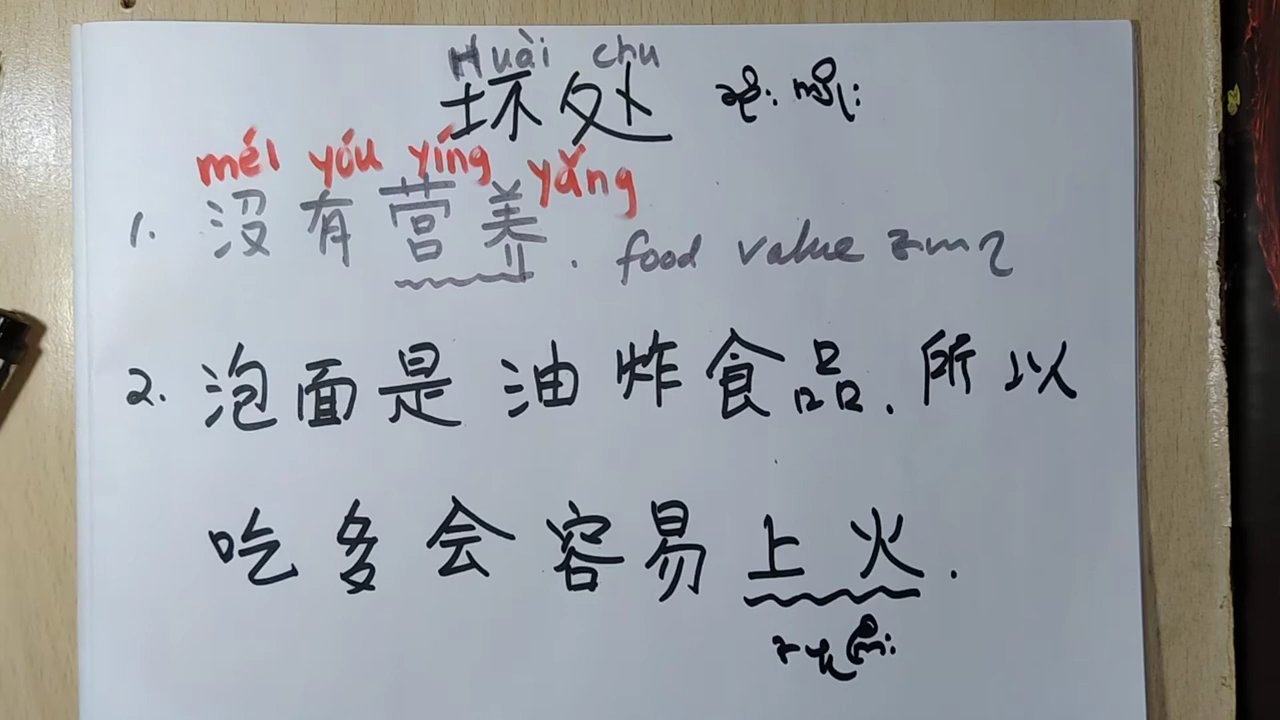 Huài chu
坏处
méi yóu yíng yǎng
1. 没有营养. food value
2. 泡面是油炸食品. 所以
吃多会容易上火.